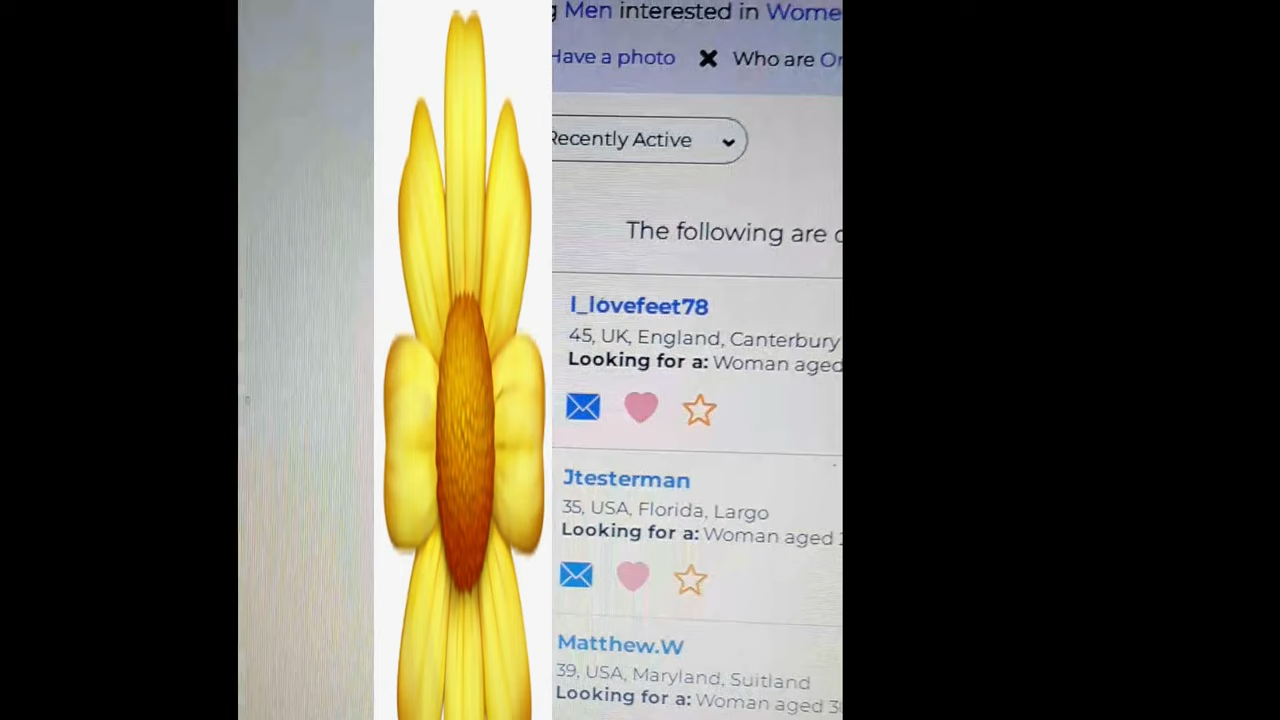 Men interested in Wome
Have a photo ✖ Who are
Recently Active
The following are
I_lovefeet78
45, UK, England, Canterbury
Looking for a: Woman aged
Jtesterman
35, USA, Florida, Largo
Looking for a: Woman aged
Matthew.W
39, USA, Maryland, Suitland
Looking for a: Woman aged 3